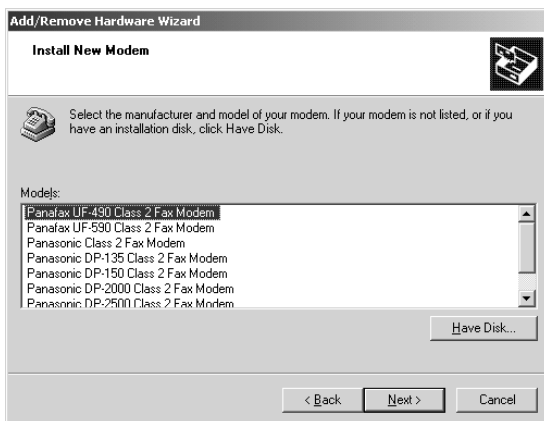 Add/Remove Hardware Wizard
Install New Modem
Select the manufacturer and model of your modem. If your modem is not listed, or if you
have an installation disk, click Have Disk.
Models:
Panafax UF-490 Class 2 Fax Modem
Panafax UF-590 Class 2 Fax Modem
Panasonic Class 2 Fax Modem
Panasonic DP-135 Class 2 Fax Modem
Panasonic DP-150 Class 2 Fax Modem
Panasonic DP-2000 Class 2 Fax Modem
Panasonic DP-2500 Class 2 Fax Modem
Have Disk...
< Back
Next >
Cancel